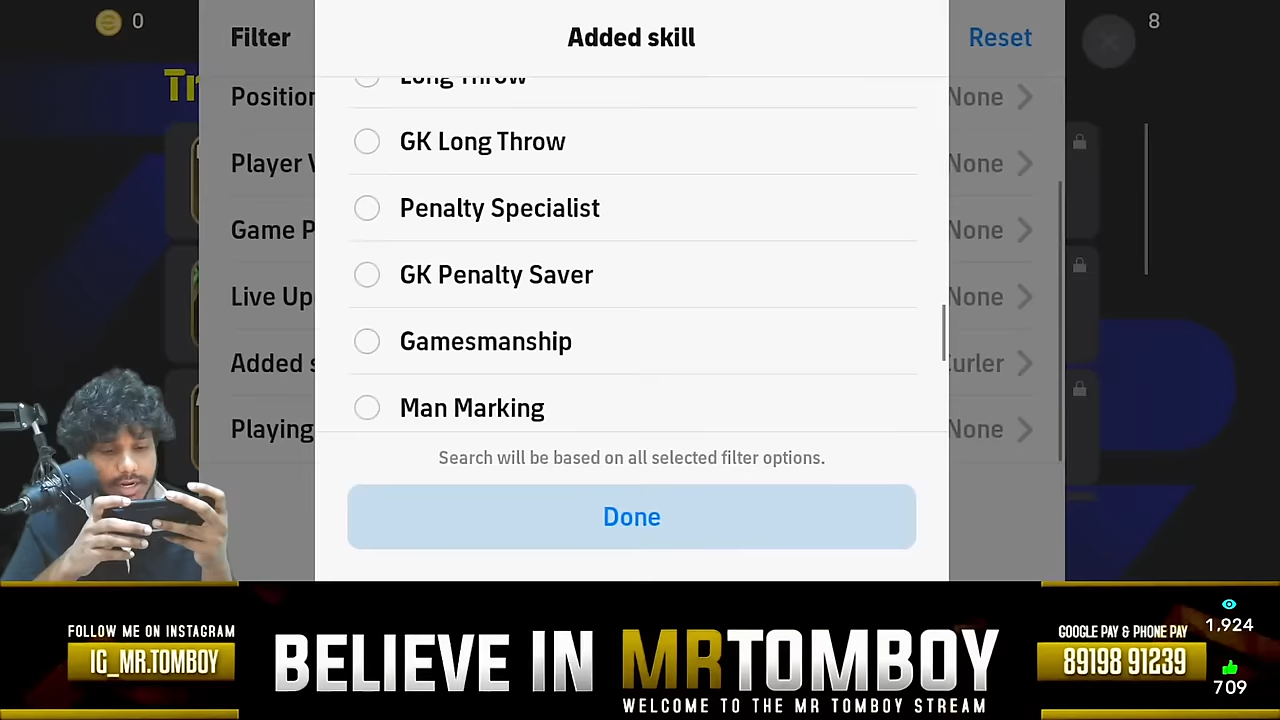 0
8
Tr
Filter
Added skill
Reset
Long Throw
Position
None
GK Long Throw
Player
None
Penalty Specialist
Game P
None
GK Penalty Saver
Live Up
None
Gamesmanship
Added s
Curler
Man Marking
Playing
None
Search will be based on all selected filter options.
Done
FOLLOW ME ON INSTAGRAM
IG_MR.TOMBOY
BELIEVE IN MRTOMBOY
WELCOME TO THE MR TOMBOY STREAM
GOOGLE PAY & PHONE PAY
89198 91239
1,924
709